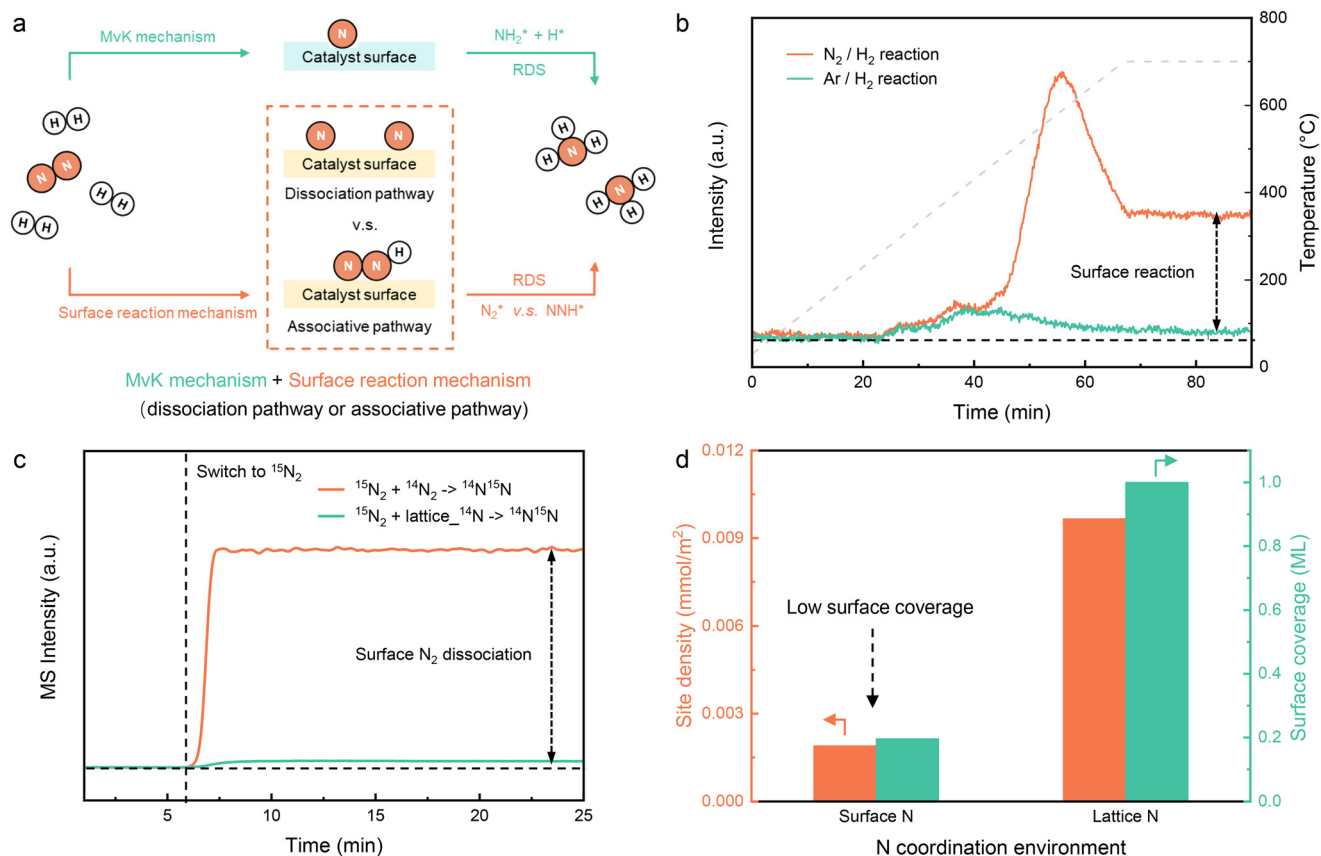 a
MvK mechanism
N
Catalyst surface
NH₂* + H*
RDS
H H
N N
H H
H H
N N
Catalyst surface
Dissociation pathway
v.s.
N N H
Catalyst surface
Associative pathway
H N H
H
H N H
H
Surface reaction mechanism
RDS
N₂* v.s. NNH*
MvK mechanism + Surface reaction mechanism
(dissociation pathway or associative pathway)
b
N₂ / H₂ reaction
Ar / H₂ reaction
Surface reaction
Intensity (a.u.)
Temperature (°C)
800
700
600
400
200
100
0
0 20 40 60 80
Time (min)
c
Switch to ¹⁵N₂
¹⁵N₂ + ¹⁴N₂ -> ¹⁴N¹⁵N
¹⁵N₂ + lattice_¹⁴N -> ¹⁴N¹⁵N
Surface N₂ dissociation
MS Intensity (a.u.)
5 10 15 20 25
Time (min)
d
Low surface coverage
Site density (mmol/m²)
0.012
0.009
0.006
0.003
0.000
Surface coverage (ML)
1.0
0.8
0.6
0.4
0.2
0.0
Surface N Lattice N
N coordination environment